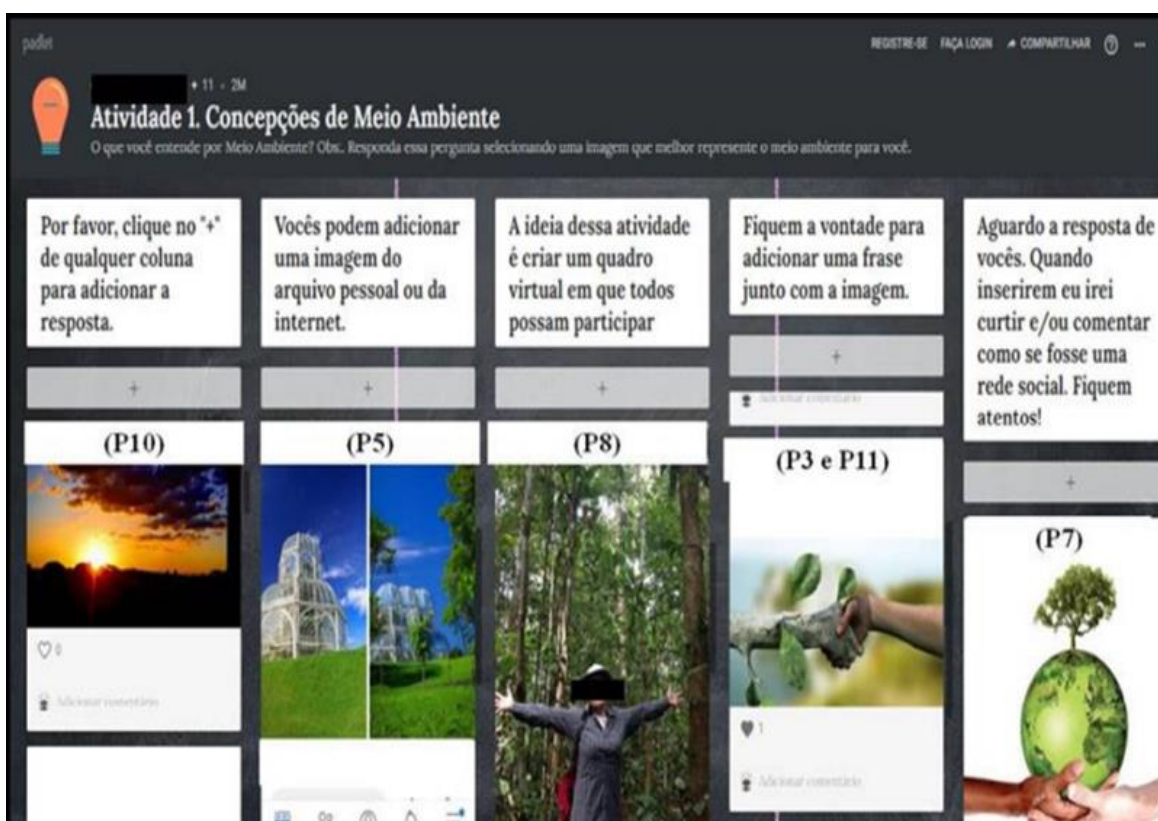 padlet
REGISTRE-SE FAÇA LOGIN COMPARTILHAR ? ...
+ 11 - 2M
Atividade 1. Concepções de Meio Ambiente
O que você entende por Meio Ambiente? Obs.. Responda essa pergunta selecionando uma imagem que melhor represente o meio ambiente para você.
Por favor, clique no "+"
de qualquer coluna
para adicionar a
resposta.
+
(P10)
0
Adicionar comentário
Vocês podem adicionar
uma imagem do
arquivo pessoal ou da
internet.
+
(P5)
A ideia dessa atividade
é criar um quadro
virtual em que todos
possam participar
+
(P8)
Fiquem a vontade para
adicionar uma frase
junto com a imagem.
+
Adicionar comentário
(P3 e P11)
1
Adicionar comentário
Aguardo a resposta de
vocês. Quando
inserirem eu irei
curtir e/ou comentar
como se fosse uma
rede social. Fiquem
atentos!
+
(P7)